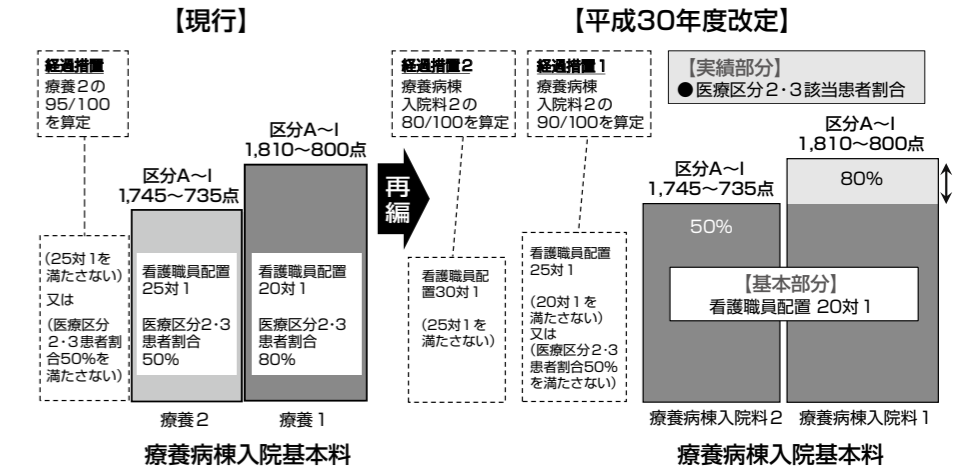 【現行】
経過措置
療養2の
95/100
を算定
区分A~I
1,810~800点
区分A~I
1,745~735点
(25対1を
満たさない)
又は
(医療区分
2・3患者割
合50%を
満たさない)
看護職員配置
25対1
医療区分2・3
患者割合
50%
看護職員配置
20対1
医療区分2・3
患者割合
80%
療養2
療養1
療養病棟入院基本料
再編
【平成30年度改定】
経過措置2
療養病棟
入院料2の
80/100を算定
経過措置1
療養病棟
入院料2の
90/100を算定
【実績部分】
●医療区分2・3該当患者割合
区分A~I
1,810~800点
区分A~I
1,745~735点
80%
50%
看護職員配
置30対1
(25対1を
満たさない)
看護職員配置
25対1
(20対1を
満たさない)
又は
(医療区分2・3
患者割合50%
を満たさない)
【基本部分】
看護職員配置 20対1
療養病棟入院料2
療養病棟入院料1
療養病棟入院基本料